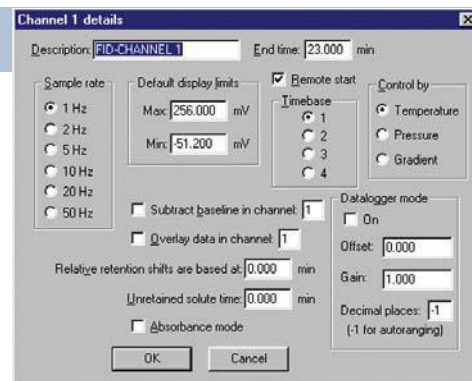 Channel 1 details
Description: FID-CHANNEL 1 End time: 23.000 min
Sample rate
1 Hz
2 Hz
5 Hz
10 Hz
20 Hz
50 Hz
Default display limits
Max: 256.000 mV
Min: -51.200 mV
Remote start
Timebase
1
2
3
4
Control by
Temperature
Pressure
Gradient
Subtract baseline in channel: 1
Overlay data in channel: 1
Relative retention shifts are based at: 0.000 min
Unretained solute time: 0.000 min
Absorbance mode
Datalogger mode
On
Offset: 0.000
Gain: 1.000
Decimal places: -1
(-1 for autoranging)
OK Cancel